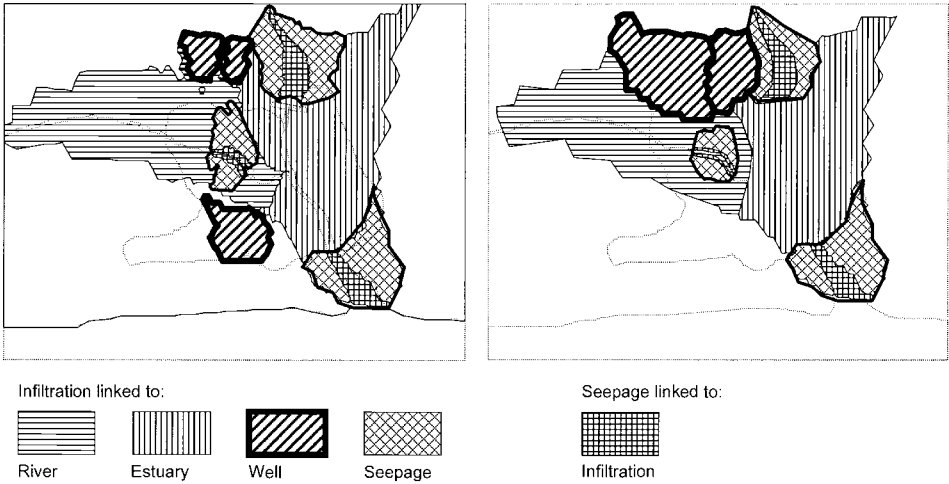 Infiltration linked to:
Seepage linked to:
River
Estuary
Well
Seepage
Infiltration